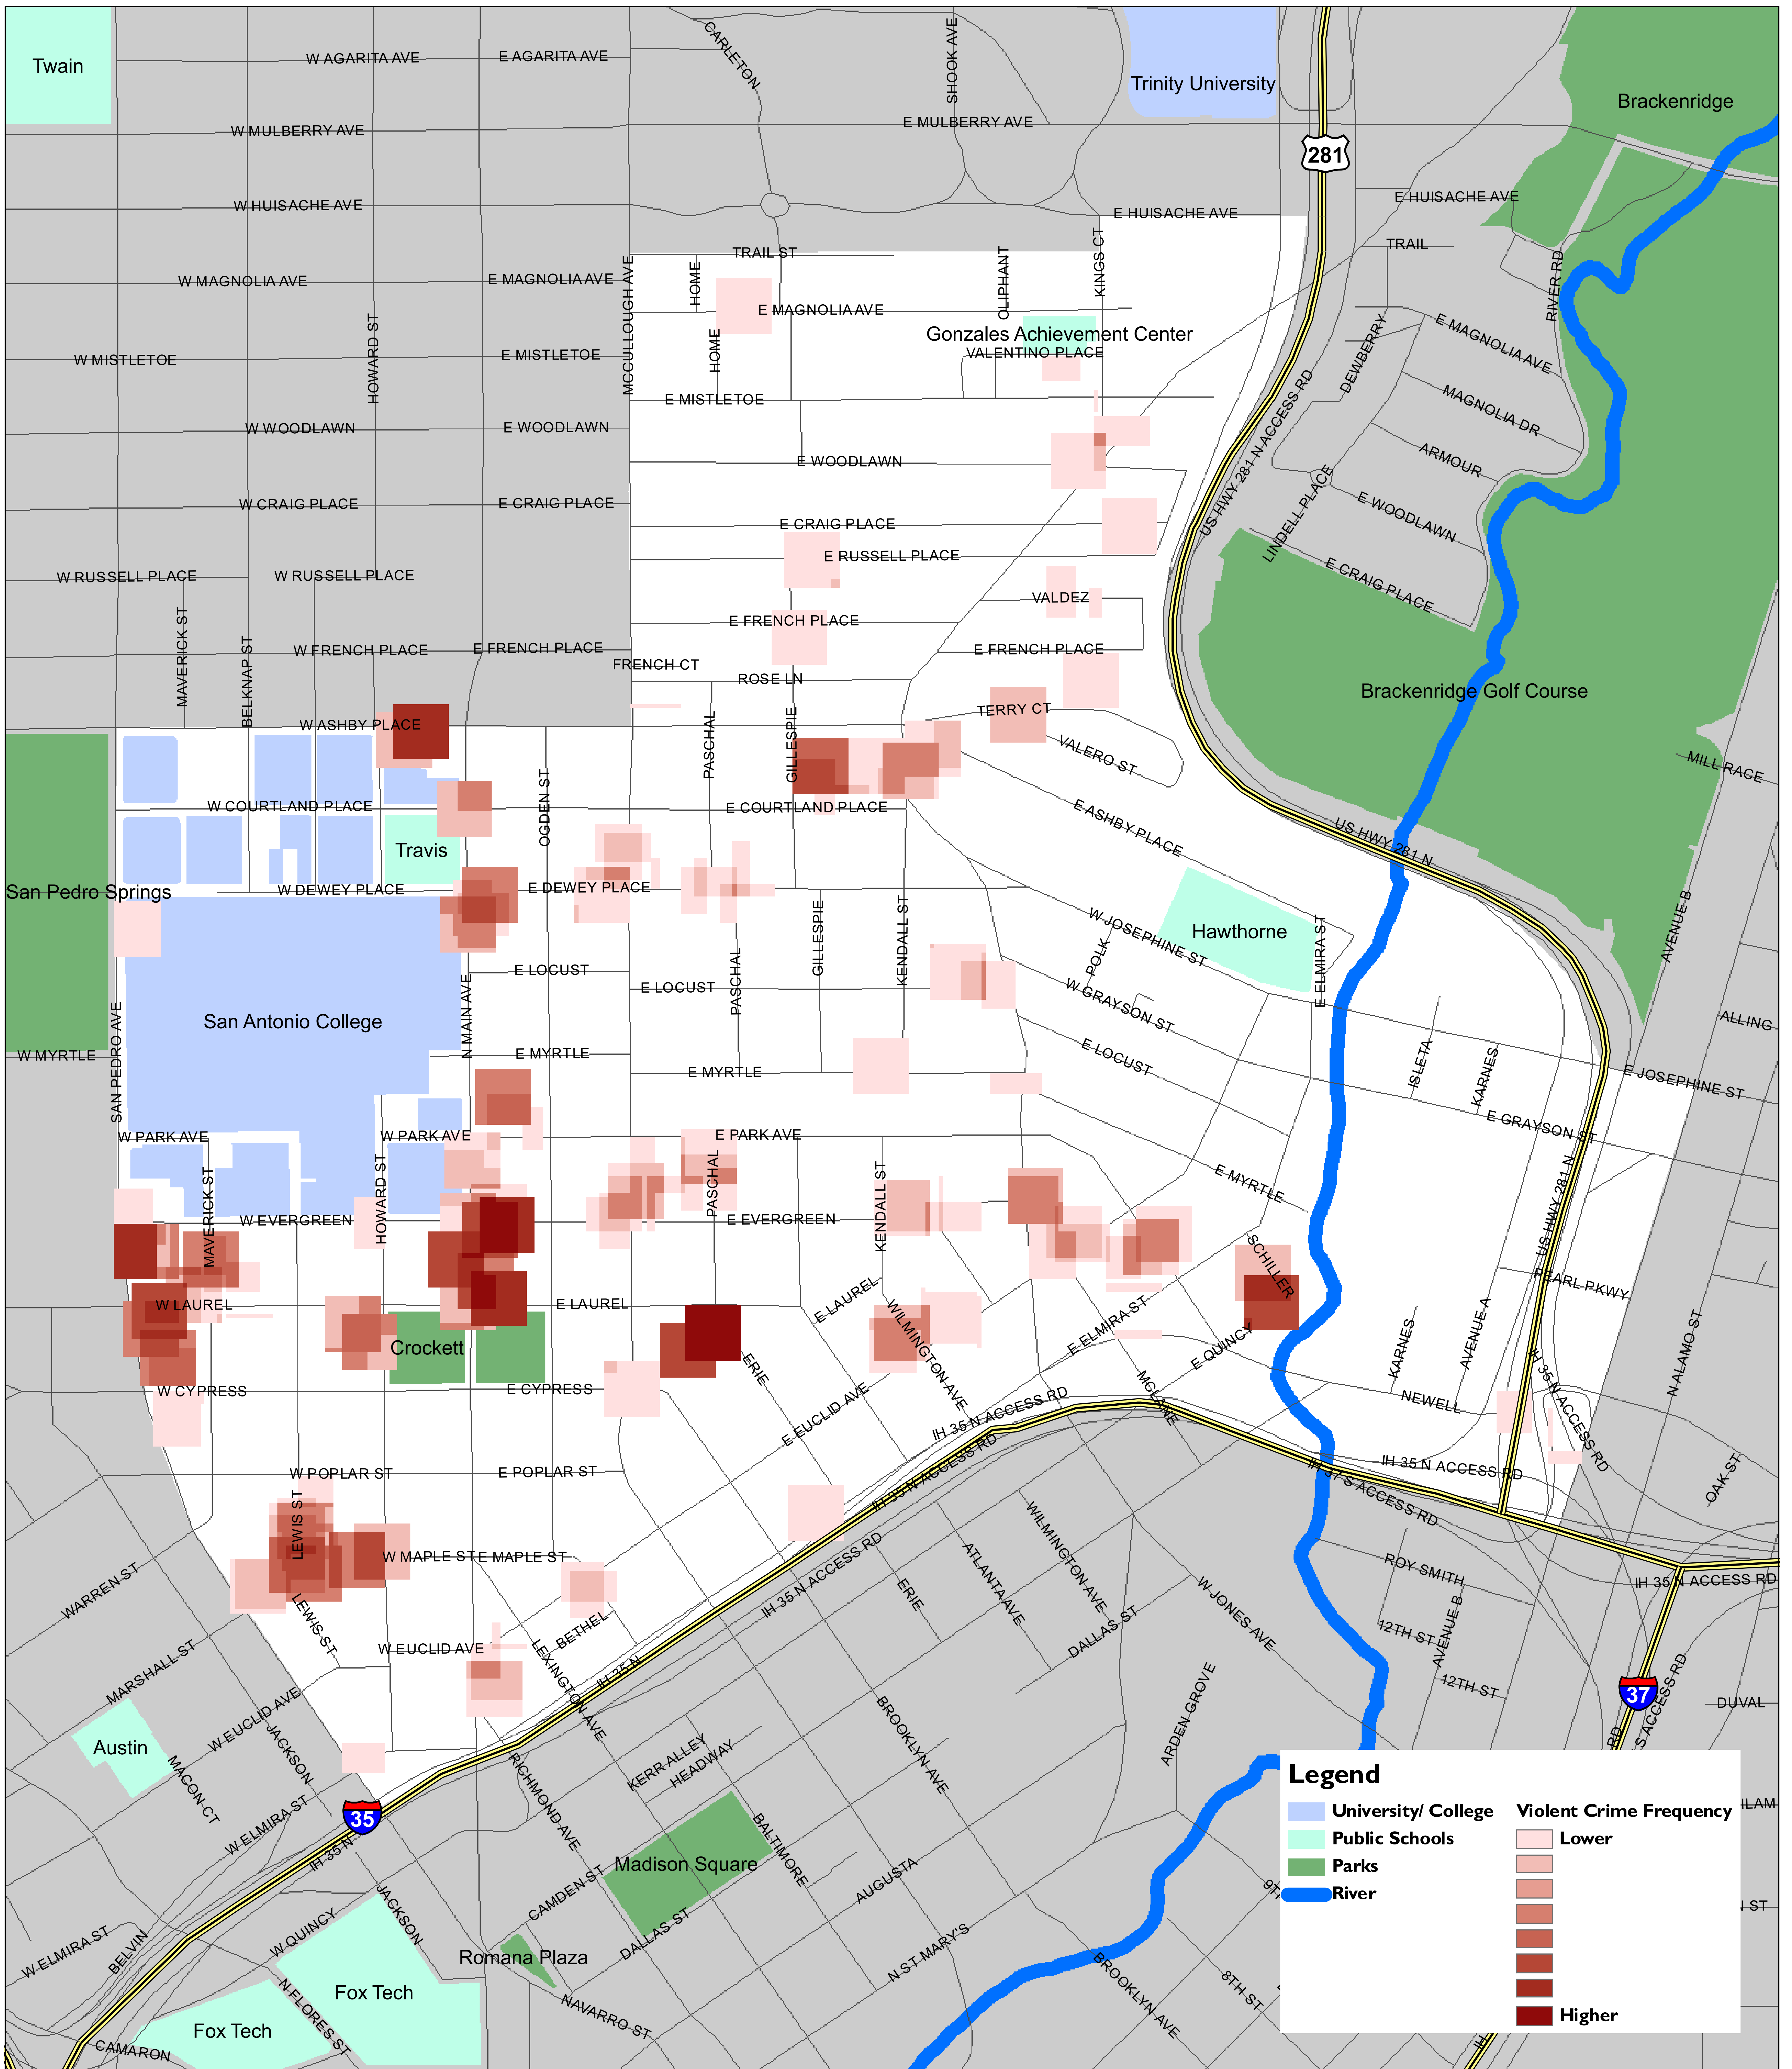 Twain
W AGARITA AVE
E AGARITA AVE
CARLETON
SHOOK AVE
Trinity University
Brackenridge
W MULBERRY AVE
E MULBERRY AVE
281
W HUISACHE AVE
E HUISACHE AVE
E HUISACHE AVE
TRAIL ST
TRAIL
W MAGNOLIA AVE
E MAGNOLIA AVE
MCCULLOUGH AVE
HOME
E MAGNOLIA AVE
OLIPHANT
KINGS CT
RIVER RD
HOWARD ST
Gonzales Achievement Center
VALENTINO PLACE
DEWBERRY
E MAGNOLIA AVE
W MISTLETOE
E MISTLETOE
HOME
E MISTLETOE
US HWY 281 N ACCESS RD
MAGNOLIA DR
W WOODLAWN
E WOODLAWN
E WOODLAWN
ARMOUR
W CRAIG PLACE
E CRAIG PLACE
E CRAIG PLACE
LINDELL PLACE
E WOODLAWN
W RUSSELL PLACE
W RUSSELL PLACE
E RUSSELL PLACE
E CRAIG PLACE
MAVERICK ST
BELKNAP ST
VALDEZ
W FRENCH PLACE
E FRENCH PLACE
E FRENCH PLACE
E FRENCH PLACE
FRENCH CT
ROSE LN
Brackenridge Golf Course
W ASHBY PLACE
PASCHAL
GILLESPIE
TERRY CT
VALERO ST
MILL RACE
W COURTLAND PLACE
OGDEN ST
E COURTLAND PLACE
E ASHBY PLACE
US HWY 281 N
Travis
San Pedro Springs
W DEWEY PLACE
E DEWEY PLACE
Hawthorne
AVENUE B
W JOSEPHINE ST
POLK
E ELMIRA ST
GILLESPIE
KENDALL ST
PASCHAL
E LOCUST
E LOCUST
W GRAYSON ST
San Antonio College
SAN PEDRO AVE
N MAIN AVE
ALLING
W MYRTLE
E MYRTLE
E MYRTLE
E LOCUST
ISLETA
KARNES
E JOSEPHINE ST
E GRAYSON ST
W PARK AVE
W PARK AVE
E PARK AVE
PASCHAL
KENDALL ST
E MYRTLE
US HWY 281 N
MAVERICK ST
HOWARD ST
W EVERGREEN
E EVERGREEN
SCHILLER
PEARL PKWY
W LAUREL
E LAUREL
E LAUREL
WILMINGTON AVE
E ELMIRA ST
E QUINCY
KARNES
AVENUE A
N ALAMO ST
Crockett
ERIE
IH 35 N ACCESS RD
W CYPRESS
E CYPRESS
E EUCLID AVE
MCLANE
NEWELL
IH 35 N ACCESS RD
IH 35 N ACCESS RD
W POPLAR ST
E POPLAR ST
IH 35 N ACCESS RD
IH 37 S ACCESS RD
OAK ST
LEWIS ST
W MAPLE ST
E MAPLE ST
IH 35 N ACCESS RD
WILMINGTON AVE
ATLANTA AVE
ERIE
ROY SMITH
IH 35 N ACCESS RD
WARREN ST
LEWIS ST
BETHEL
W JONES AVE
DALLAS ST
12TH ST
AVENUE B
W EUCLID AVE
LEXINGTON AVE
IH 35 N
MARSHALL ST
12TH ST
37
S ACCESS RD
RD
DUVAL
W EUCLID AVE
Austin
MACON CT
JACKSON
RICHMOND AVE
KERR ALLEY
HEADWAY
BROOKLYN AVE
ARDEN GROVE
W ELMIRA ST
35
IH 35 N
Madison Square
BALTIMORE
AUGUSTA
CAMDEN ST
DALLAS ST
JACKSON
W QUINCY
W ELMIRA ST
BELVIN
Romana Plaza
N ST MARY'S
BROOKLYN AVE
8TH ST
Fox Tech
N FLORES ST
NAVARRO ST
Fox Tech
CAMARON
Legend
University/ College
Public Schools
Parks
River
Violent Crime Frequency
Lower
Higher